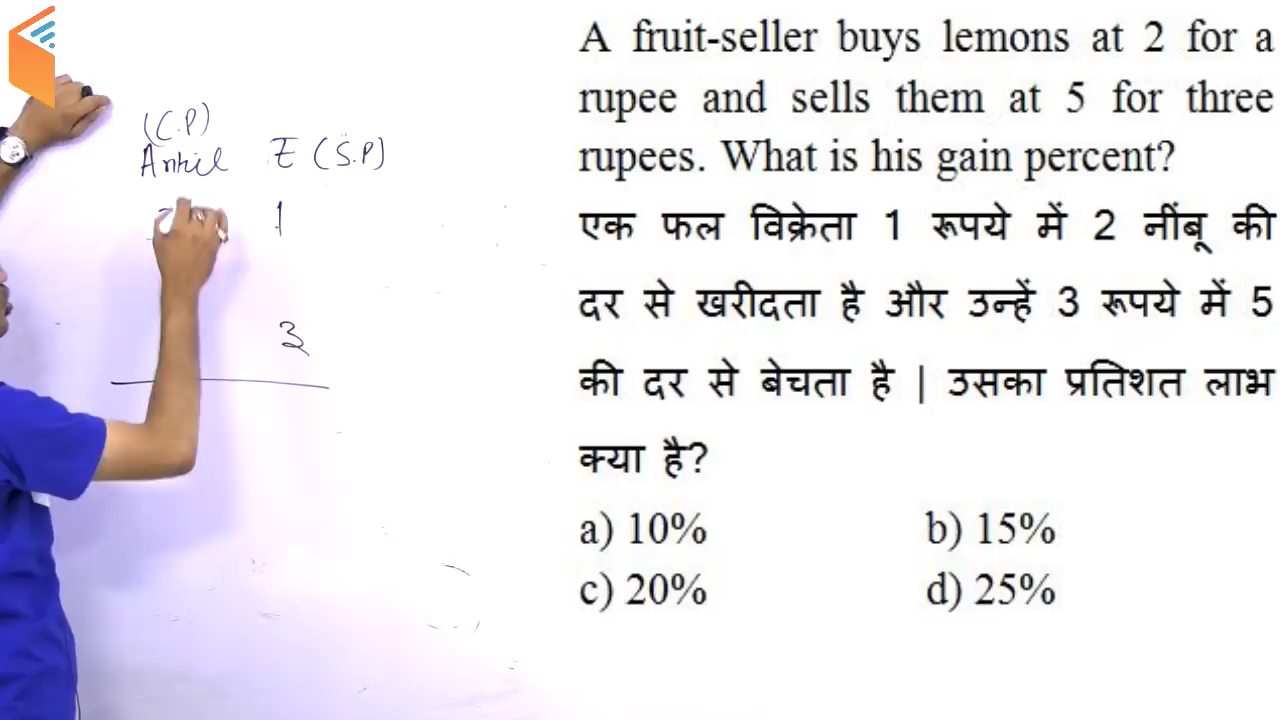 (C.P)
Articl ₹ (S.P)
1
3
A fruit-seller buys lemons at 2 for a
rupee and sells them at 5 for three
rupees. What is his gain percent?
एक फल विक्रेता 1 रूपये में 2 नींबू की
दर से खरीदता है और उन्हें 3 रूपये में 5
की दर से बेचता है | उसका प्रतिशत लाभ
क्या है?
a) 10% b) 15%
c) 20% d) 25%